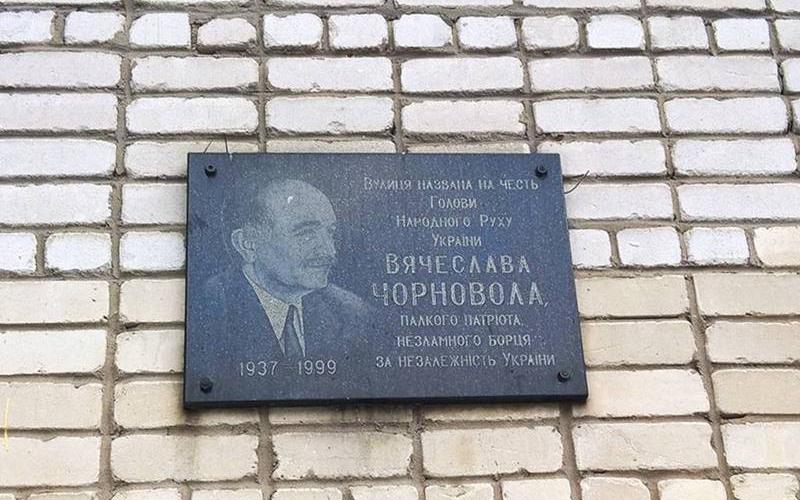 Вулиця названа на честь
Голови
Народного Руху
України
Вячеслава
Чорновола,
палкого патріота,
незламного борця
за незалежність України
1937 – 1999